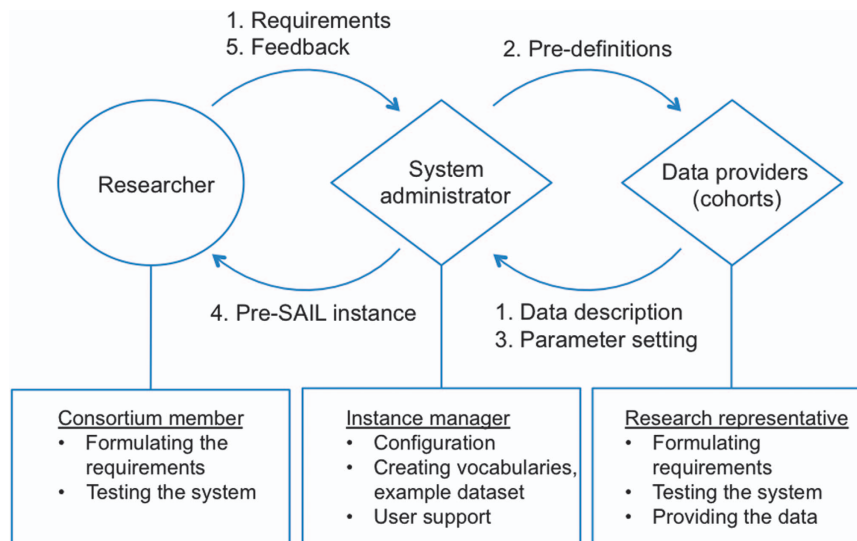 1. Requirements
5. Feedback
2. Pre-definitions
Researcher
System
administrator
Data providers
(cohorts)
4. Pre-SAIL instance
1. Data description
3. Parameter setting
Consortium member
• Formulating the
requirements
• Testing the system
Instance manager
• Configuration
• Creating vocabularies,
example dataset
• User support
Research representative
• Formulating
requirements
• Testing the system
• Providing the data